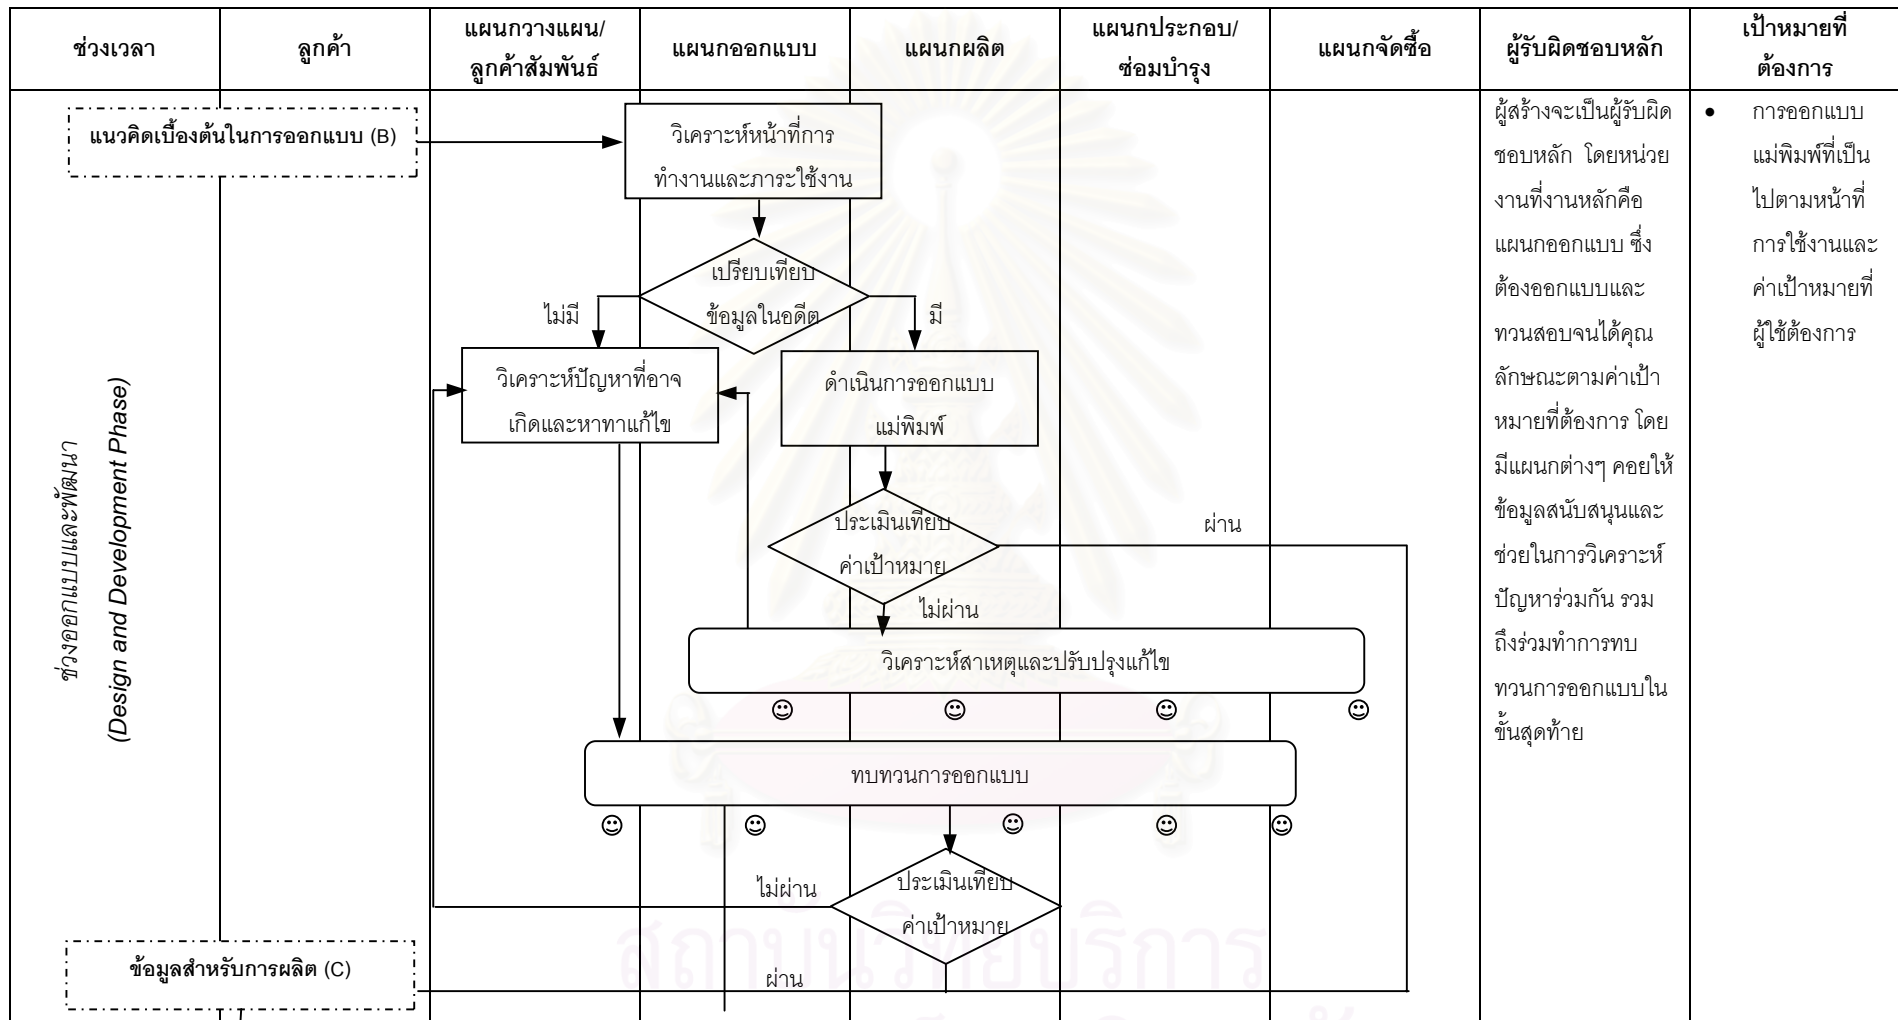 ช่วงเวลา
ลูกค้า
แผนกวางแผน/
ลูกค้าสัมพันธ์
แผนกออกแบบ
แผนกผลิต
แผนกประกอบ/
ซ่อมบำรุง
แผนกจัดซื้อ
ผู้รับผิดชอบหลัก
เป้าหมายที่
ต้องการ
ช่วงออกแบบและพัฒนา
(Design and Development Phase)
แนวคิดเบื้องต้นในการออกแบบ (B)
วิเคราะห์หน้าที่การ
ทำงานและภาระใช้งาน
เปรียบเทียบ
ข้อมูลในอดีต
ไม่มี
มี
วิเคราะห์ปัญหาที่อาจ
เกิดและหาทาแก้ไข
ดำเนินการออกแบบ
แม่พิมพ์
ประเมินเทียบ
ค่าเป้าหมาย
ผ่าน
ไม่ผ่าน
วิเคราะห์สาเหตุและปรับปรุงแก้ไข
ทบทวนการออกแบบ
ประเมินเทียบ
ค่าเป้าหมาย
ไม่ผ่าน
ผ่าน
ข้อมูลสำหรับการผลิต (C)
ผู้สร้างจะเป็นผู้รับผิด
ชอบหลัก โดยหน่วย
งานที่งานหลักคือ
แผนกออกแบบ ซึ่ง
ต้องออกแบบและ
ทวนสอบจนได้คุณ
ลักษณะตามค่าเป้า
หมายที่ต้องการ โดย
มีแผนกต่างๆ คอยให้
ข้อมูลสนับสนุนและ
ช่วยในการวิเคราะห์
ปัญหาร่วมกัน รวม
ถึงร่วมทำการทบ
ทวนการออกแบบใน
ขั้นสุดท้าย
• การออกแบบ
แม่พิมพ์ที่เป็น
ไปตามหน้าที่
การใช้งานและ
ค่าเป้าหมายที่
ผู้ใช้ต้องการ
สถาบันวิทยบริการ